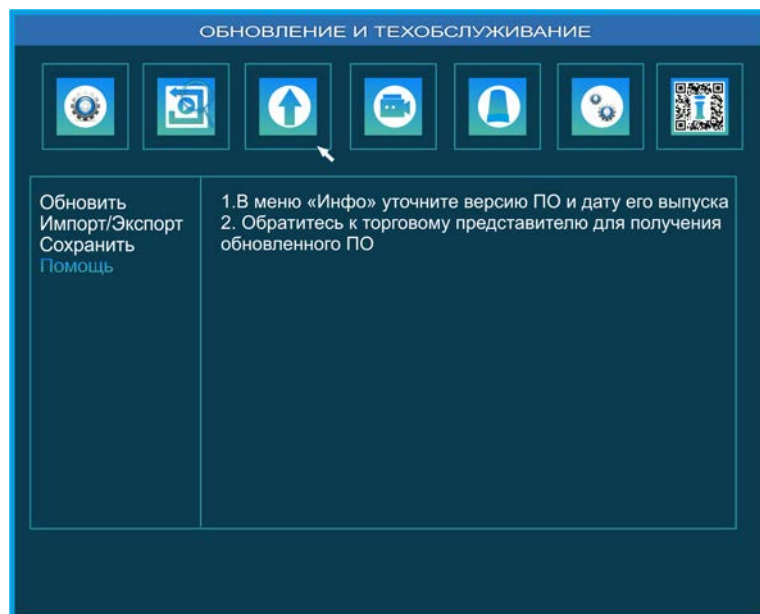 ОБНОВЛЕНИЕ И ТЕХОБСЛУЖИВАНИЕ
Обновить
Импорт/Экспорт
Сохранить
Помощь
1.В меню «Инфо» уточните версию ПО и дату его выпуска
2. Обратитесь к торговому представителю для получения
обновленного ПО